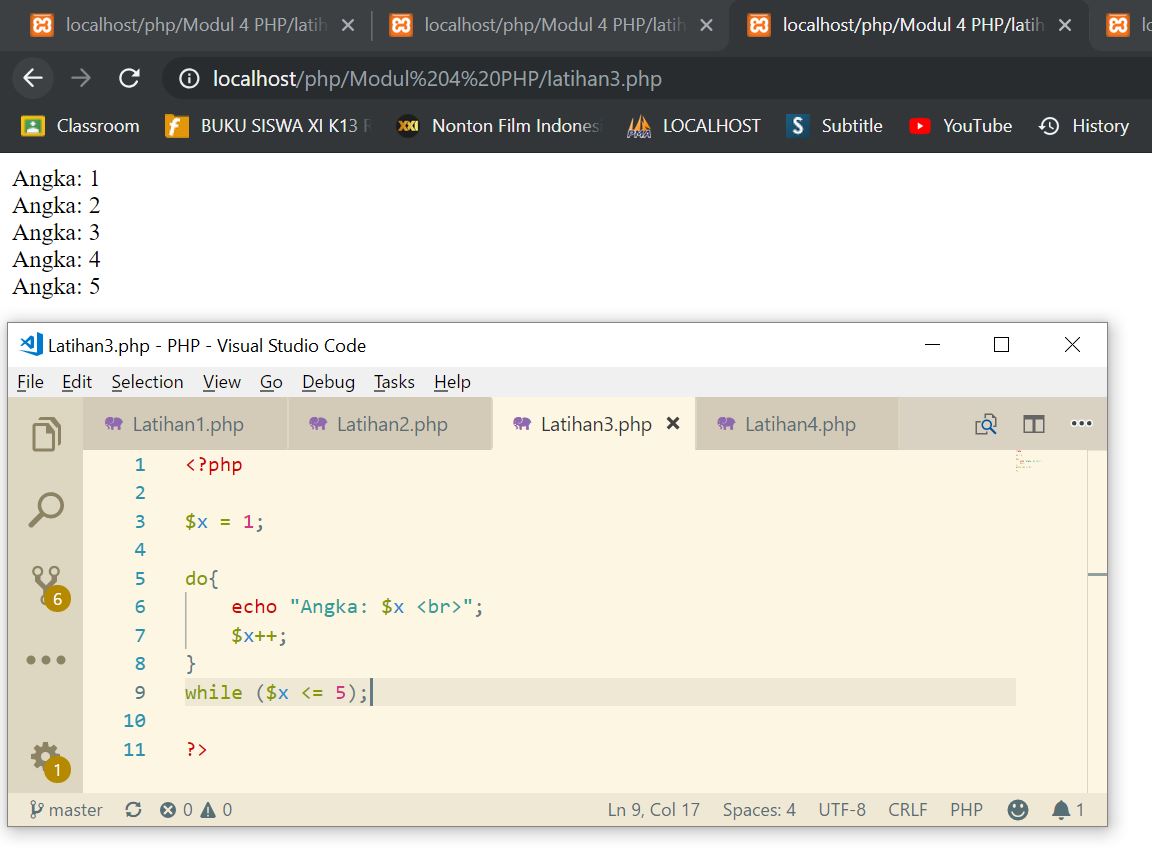 localhost/php/Modul 4 PHP/latih localhost/php/Modul 4 PHP/latih localhost/php/Modul 4 PHP/latih
localhost/php/Modul%204%20PHP/latihan3.php
Classroom BUKU SISWA XI K13 Nonton Film Indonesi LOCALHOST Subtitle YouTube History
Angka: 1
Angka: 2
Angka: 3
Angka: 4
Angka: 5
Latihan3.php - PHP - Visual Studio Code
File Edit Selection View Go Debug Tasks Help
Latihan1.php Latihan2.php Latihan3.php Latihan4.php
1 <?php
2
3 $x = 1;
4
5 do{
6 echo "Angka: $x <br>";
7 $x++;
8 }
9 while ($x <= 5);
10
11 ?>
6
1
master 0 0 Ln 9, Col 17 Spaces: 4 UTF-8 CRLF PHP 1